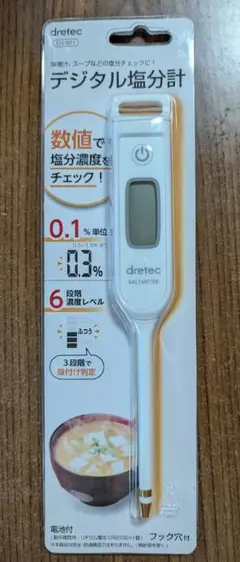 dretec
味噌汁、スープなどの塩分チェックに！
デジタル塩分計
数値で
塩分濃度を
チェック！
0.1%単位
0.3%
6段階
濃度レベル
ふつう
3段階で
味付け判定
dretec
SALTMETER
電池付
フック穴付